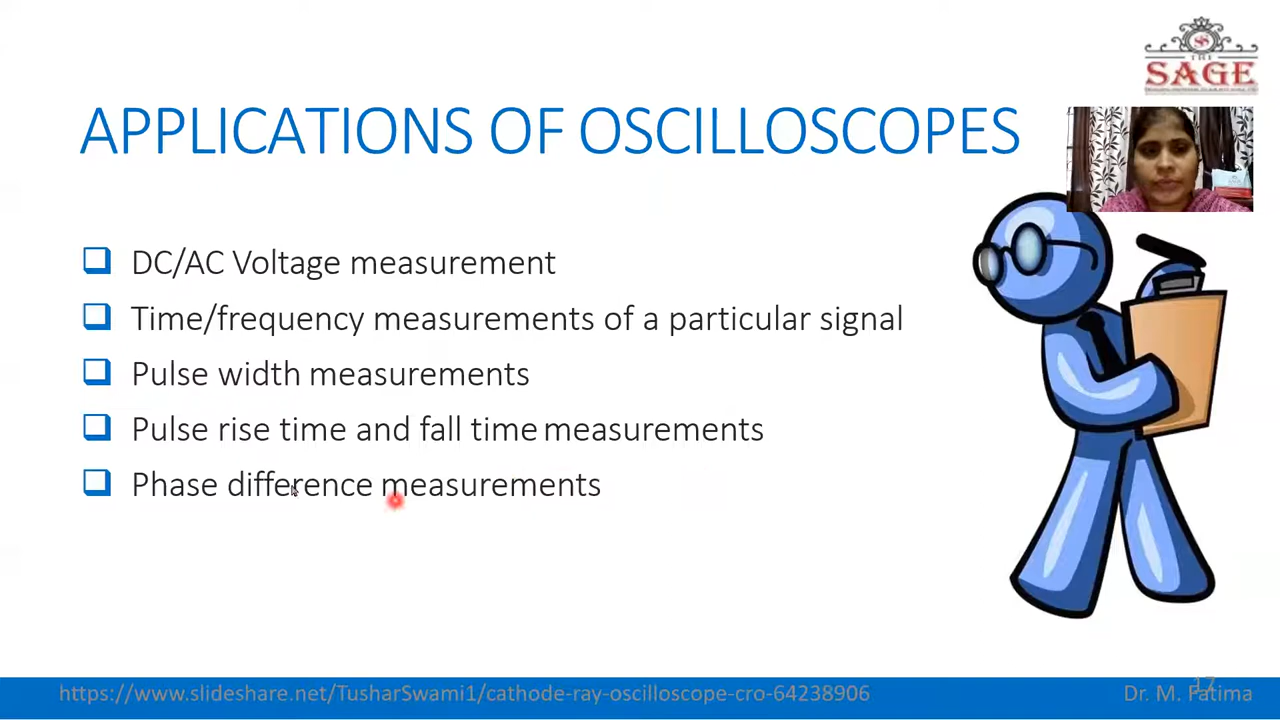 THE
SAGE
APPLICATIONS OF OSCILLOSCOPES
DC/AC Voltage measurement
Time/frequency measurements of a particular signal
Pulse width measurements
Pulse rise time and fall time measurements
Phase difference measurements
17
https://www.slideshare.net/TusharSwami1/cathode-ray-oscilloscope-cro-64238906
Dr. M. Fatima